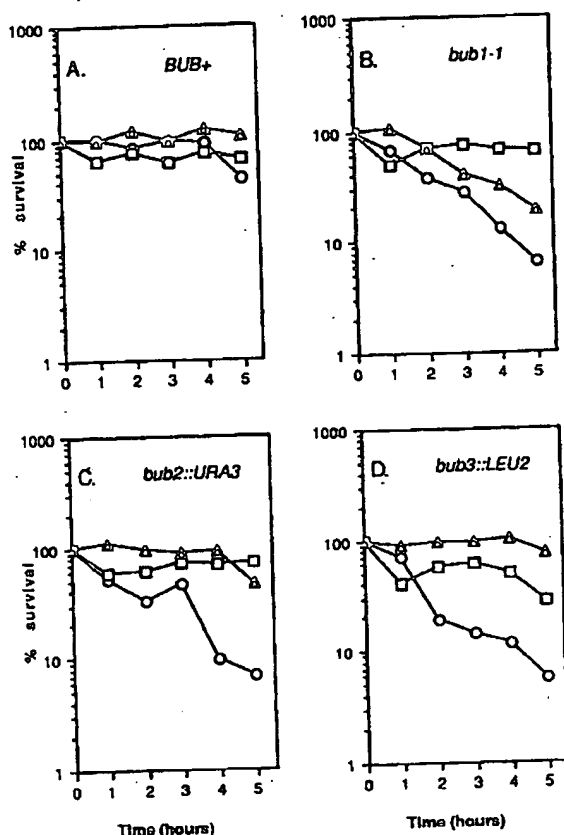 A.
BUB+
1000
100
10
1
% survival
0 1 2 3 4 5
B.
bub1-1
1000
100
10
1
0 1 2 3 4 5
C.
bub2::URA3
1000
100
10
1
% survival
0 1 2 3 4 5
Time (hours)
D.
bub3::LEU2
1000
100
10
1
0 1 2 3 4 5
Time (hours)